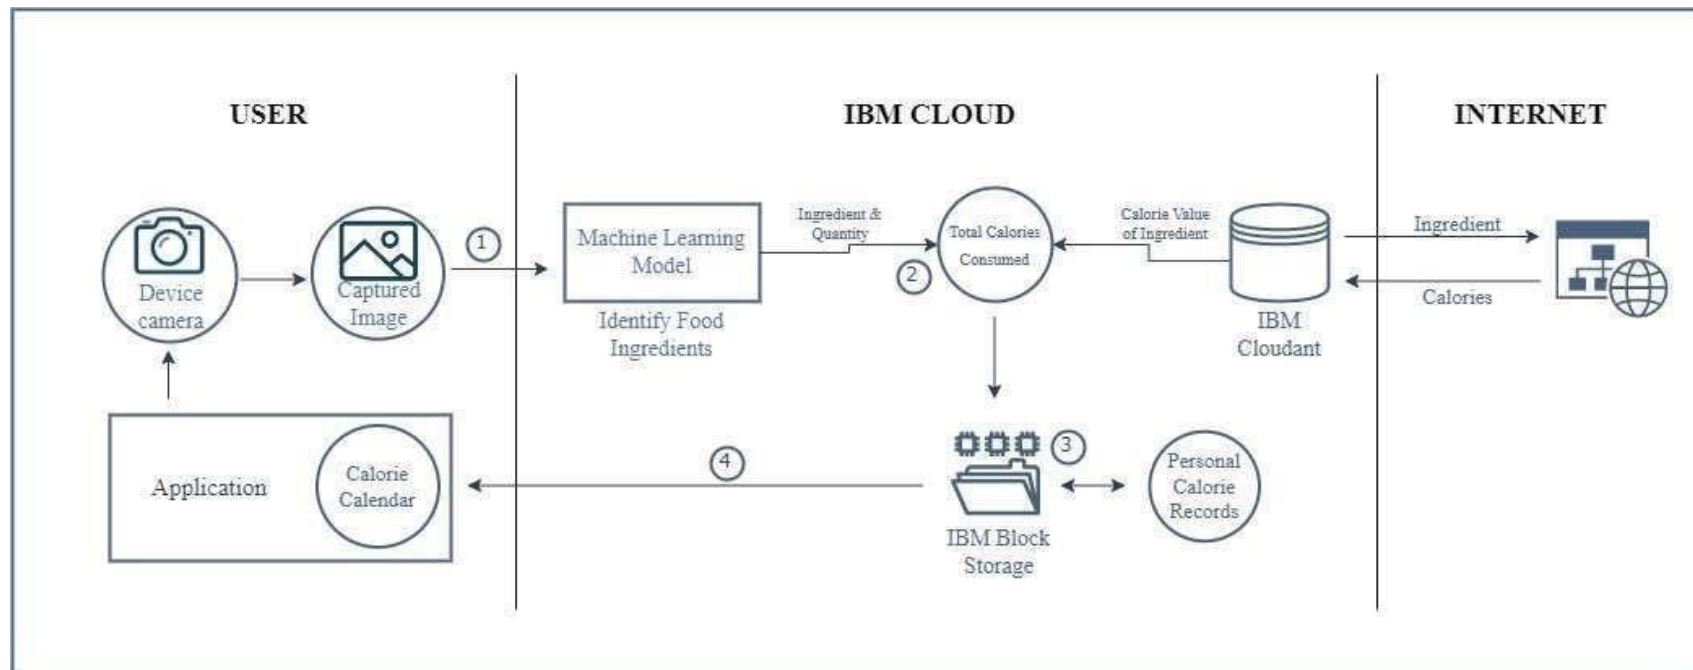 USER
IBM CLOUD
INTERNET
Device
camera
Captured
Image
1
Machine Learning
Model
Identify Food
Ingredients
Ingredient &
Quantity
2
Total Calories
Consumed
Calorie Value
of Ingredient
IBM
Cloudant
Ingredient
Calories
Application
Calorie
Calendar
4
3
IBM Block
Storage
Personal
Calorie
Records